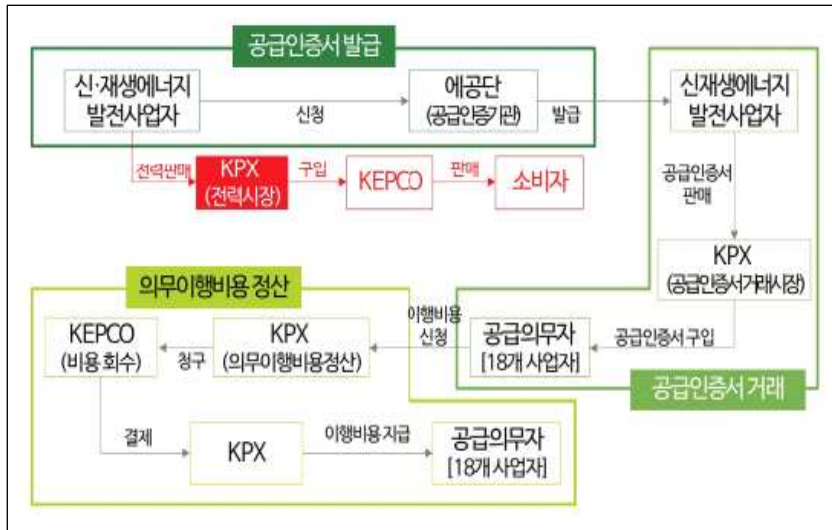 공급인증서 발급
신·재생에너지
발전사업자
신청
에공단
(공급인증기관)
발급
신재생에너지
발전사업자
전력판매
KPX
(전력시장)
구입
KEPCO
판매
소비자
공급인증서
판매
KPX
(공급인증서거래시장)
의무이행비용 정산
KEPCO
(비용 회수)
청구
KPX
(의무이행비용정산)
이행비용
신청
공급의무자
[18개 사업자]
공급인증서 구입
공급인증서 거래
결제
KPX
이행비용 지급
공급의무자
[18개 사업자]